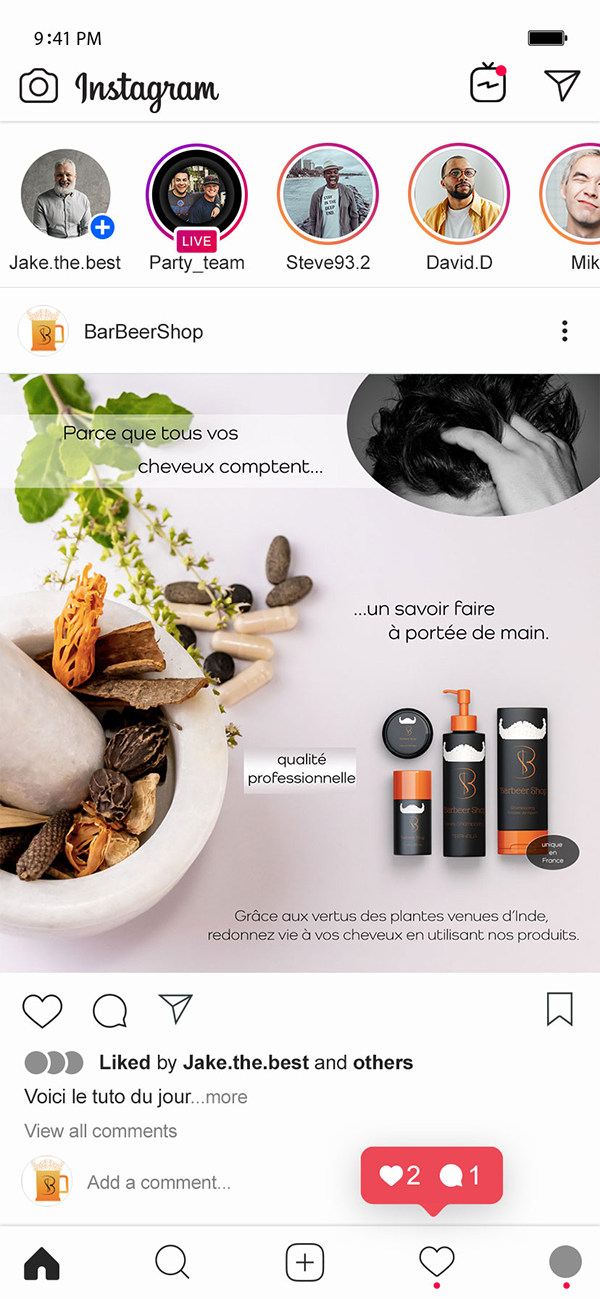 9:41 PM
Instagram
LIVE
Jake.the.best
Party_team
Steve93.2
David.D
Mik
BarBeerShop
Parce que tous vos
cheveux comptent...
...un savoir faire
à portée de main.
qualité
professionnelle
B
Barbeer Shop
B
Barbeer Shop
B
Barbeer Shop
unique
en
France
Grâce aux vertus des plantes venues d'Inde,
redonnez vie à vos cheveux en utilisant nos produits.
Liked by Jake.the.best and others
Voici le tuto du jour...more
View all comments
Add a comment...
2 1